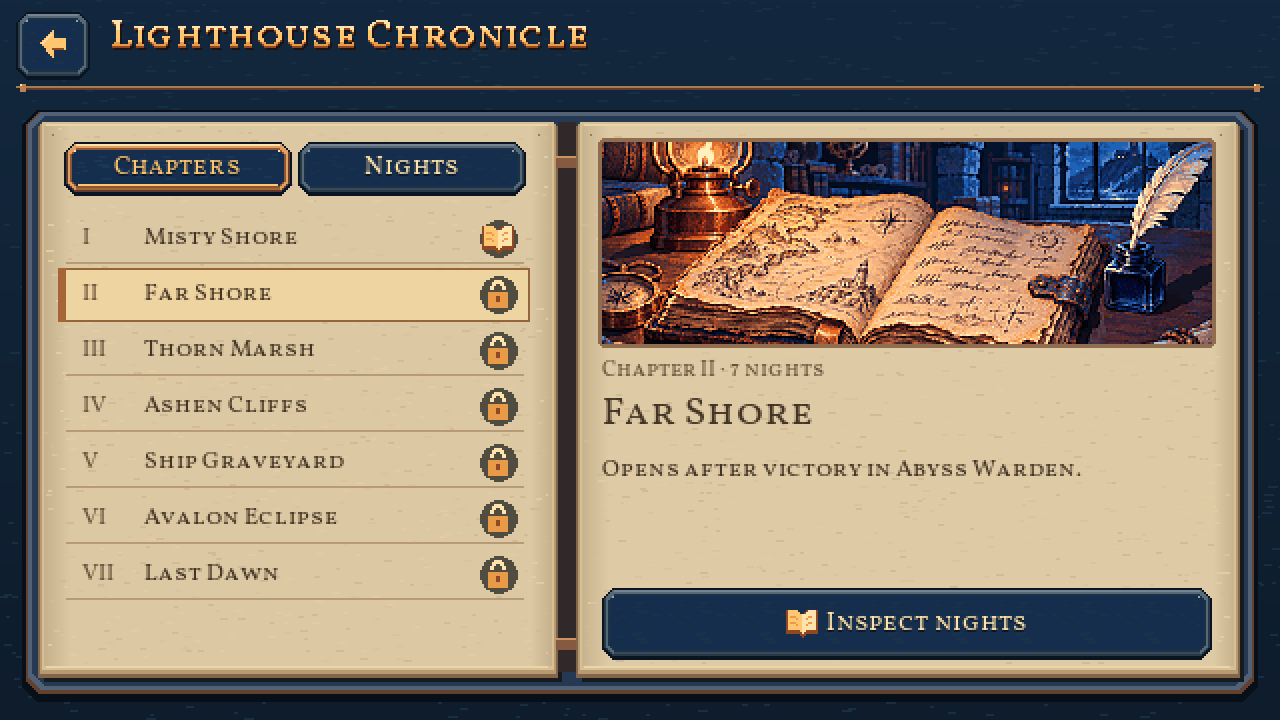 Lighthouse Chronicle
Chapters
Nights
I Misty Shore
II Far Shore
III Thorn Marsh
IV Ashen Cliffs
V Ship Graveyard
VI Avalon Eclipse
VII Last Dawn
Chapter II · 7 nights
Far Shore
Opens after victory in Abyss Warden.
Inspect nights